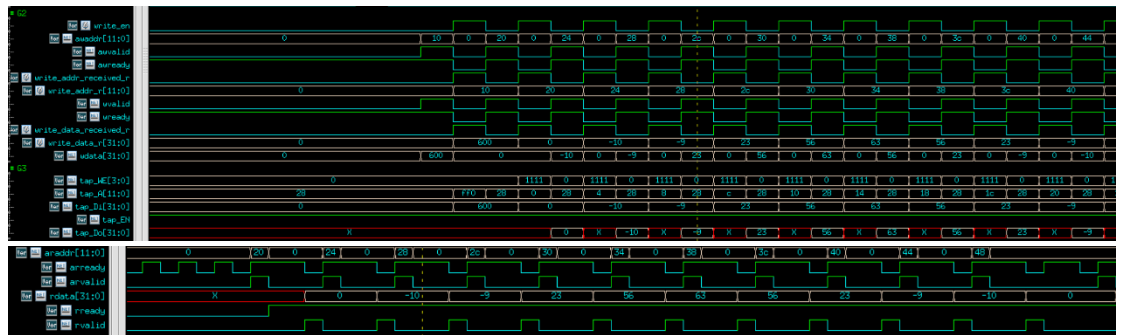 G2
write_en
awaddr[11:0] 0 10 0 20 0 24 0 28 0 2c 0 30 0 34 0 38 0 3c 0 40 0 44
awvalid
awready
write_addr_received_r
write_addr_r[11:0] 0 10 20 24 28 2c 30 34 38 3c 40
wvalid
wready
write_data_received_r
write_data_r[31:0] 0 600 0 -10 -9 23 56 63 56 23 -9
wdata[31:0] 0 600 0 -10 0 -9 0 23 0 56 0 63 0 56 0 23 0 -9 0 -10
G3
tap_WE[3:0] 0 1111 0 1111 0 1111 0 1111 0 1111 0 1111 0 1111 0 1111 0 1111 0
tap_A[11:0] 28 ff0 28 0 28 4 28 8 28 c 28 10 28 14 28 18 28 1c 28 20 28
tap_Di[31:0] 0 600 0 -10 -9 23 56 63 56 23 -9
tap_EN
tap_Do[31:0] X 0 X -10 X -9 X 23 X 56 X 63 X 56 X 23 X -9
araddr[11:0] 0 20 0 24 0 28 0 2c 0 30 0 34 0 38 0 3c 0 40 0 44 0 48
arready
arvalid
rdata[31:0] X 0 -10 -9 23 56 63 56 23 -9 -10 0
rready
rvalid